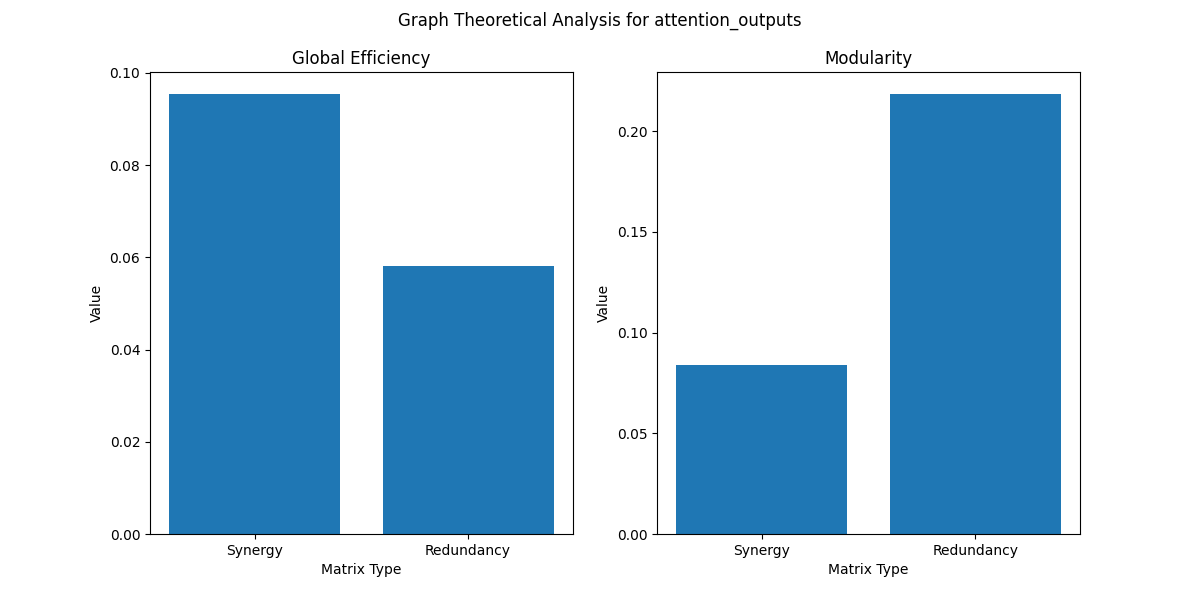 Graph Theoretical Analysis for attention_outputs
Global Efficiency
Value
0.10
0.08
0.06
0.04
0.02
0.00
Synergy Redundancy
Matrix Type
Modularity
Value
0.20
0.15
0.10
0.05
0.00
Synergy Redundancy
Matrix Type